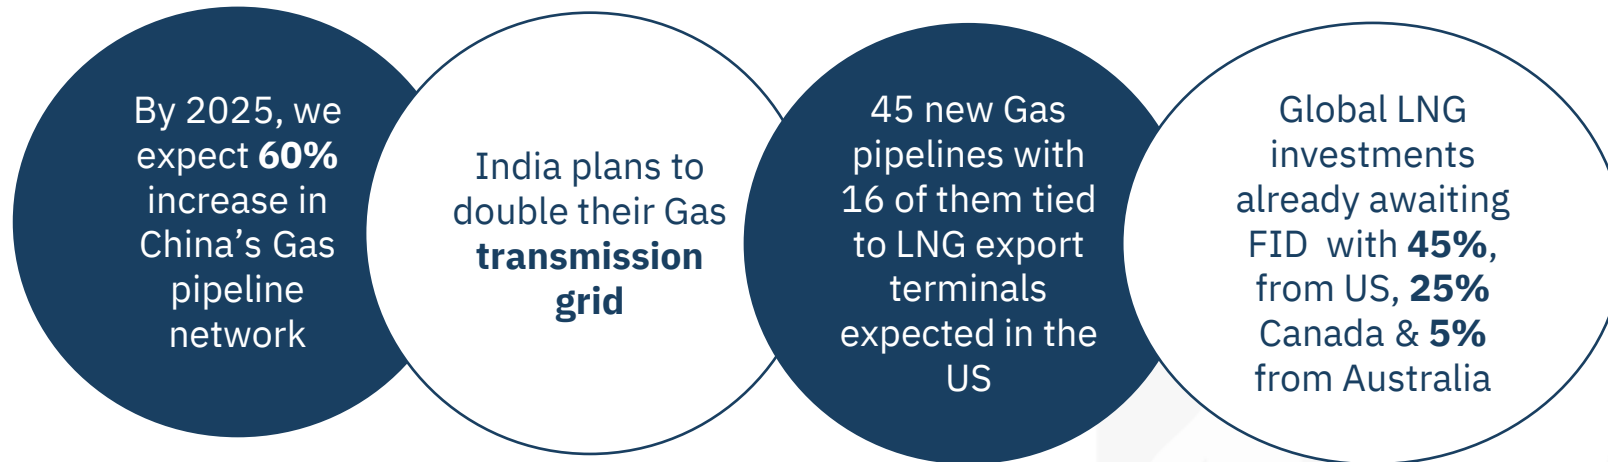 By 2025, we
expect 60%
increase in
China’s Gas
pipeline
network
India plans to
double their Gas
transmission
grid
45 new Gas
pipelines with
16 of them tied
to LNG export
terminals
expected in the
US
Global LNG
investments
already awaiting
FID with 45%,
from US, 25%
Canada & 5%
from Australia